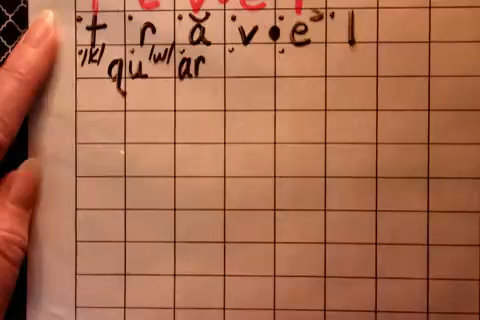 t r ă v • e ə l
/k/ qu /w/ ar